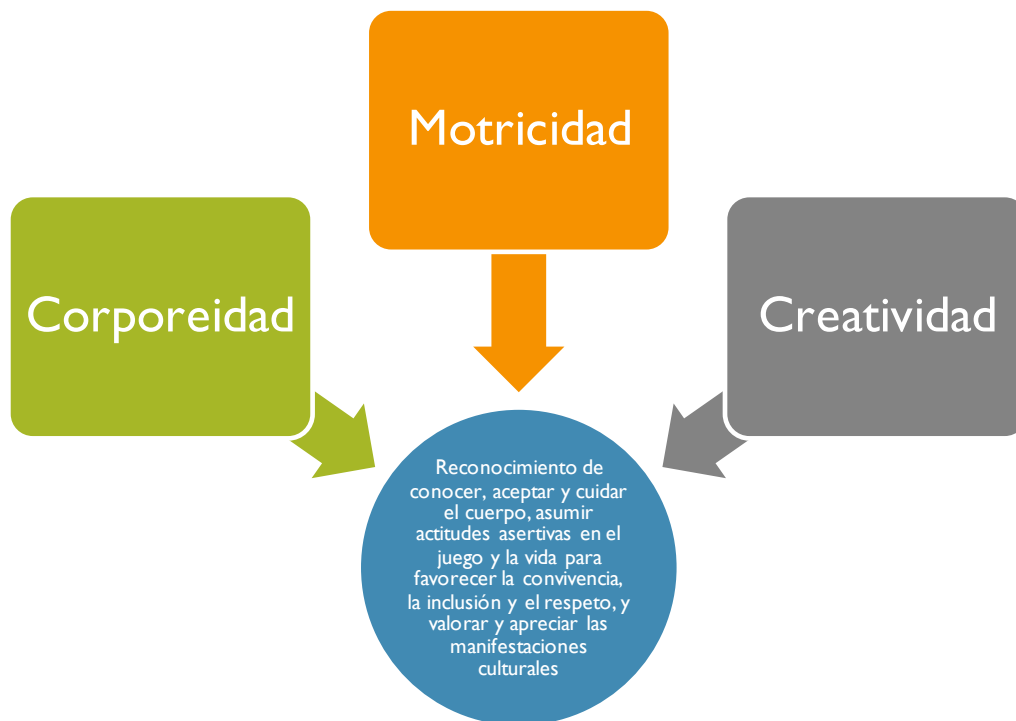 Motricidad
Corporeidad
Creatividad
Reconocimiento de
conocer, aceptar y cuidar
el cuerpo, asumir
actitudes asertivas en el
juego y la vida para
favorecer la convivencia,
la inclusión y el respeto, y
valorar y apreciar las
manifestaciones
culturales